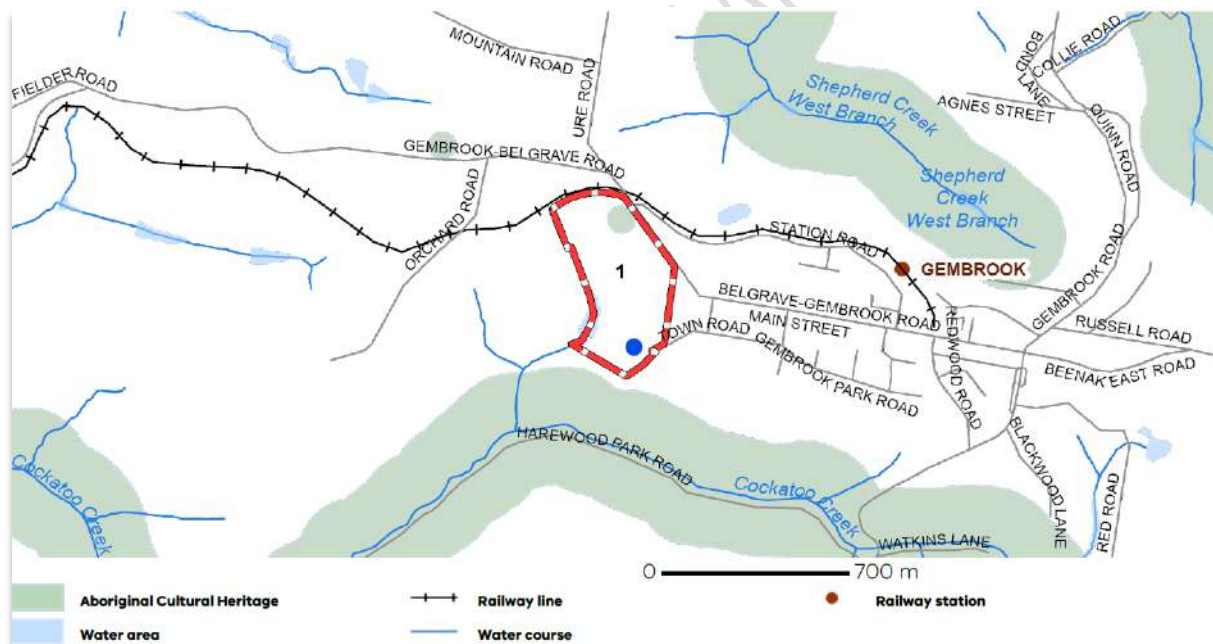 MOUNTAIN ROAD
FIELDER ROAD
URE ROAD
Shepherd Creek
West Branch
BOND LANE
COLLIE ROAD
AGNES STREET
QUINN ROAD
GEMBROOK-BELGRAVE ROAD
ORCHARD ROAD
Shepherd
Creek
West Branch
STATION ROAD
GEMBROOK
1
BELGRAVE-GEMBROOK ROAD
MAIN STREET
GEMBROOK ROAD
RUSSELL ROAD
TOWN ROAD
GEMBROOK PARK ROAD
REDWOOD ROAD
BEENAK EAST ROAD
HAREWOOD PARK ROAD
Cockatoo Creek
Cockatoo
Creek
BLACKWOOD LANE
RED ROAD
WATKINS LANE
0 700 m
Aboriginal Cultural Heritage
Railway line
Railway station
Water area
Water course